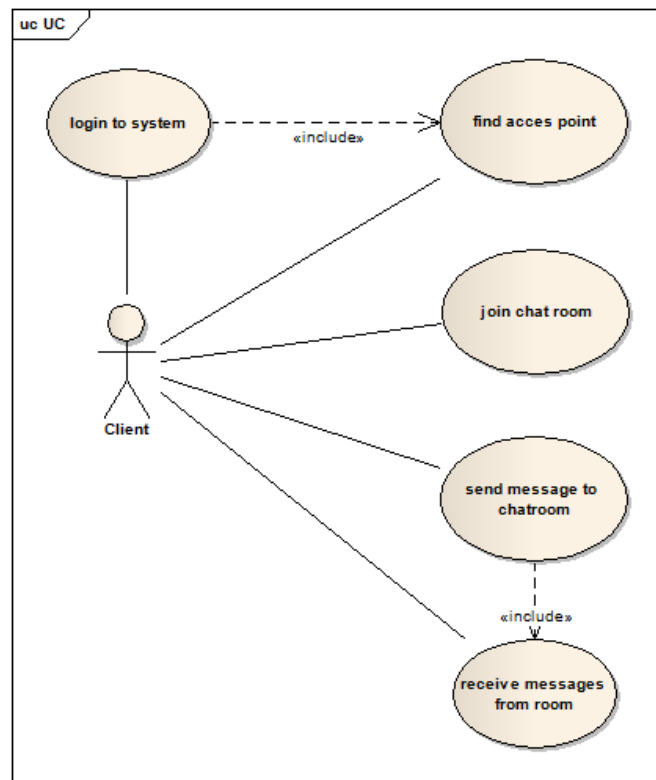 uc UC
login to system
«include»
find acces point
join chat room
Client
send message to
chatroom
«include»
receive messages
from room